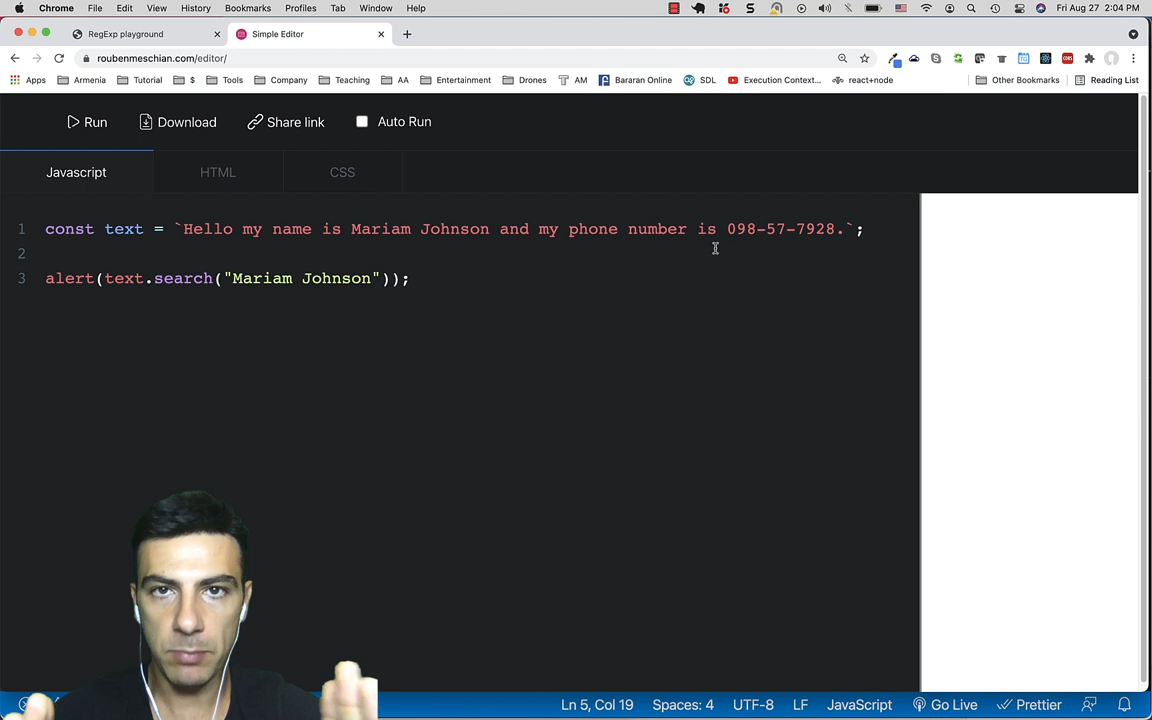 Chrome File Edit View History Bookmarks Profiles Tab Window Help Fri Aug 27 2:04 PM
RegExp playground Simple Editor
roubenmeschian.com/editor/
Apps Armenia Tutorial $ Tools Company Teaching AA Entertainment Drones AM Bararan Online SDL Execution Context... react+node Other Bookmarks Reading List
Run Download Share link Auto Run
Javascript HTML CSS
1 const text = `Hello my name is Mariam Johnson and my phone number is 098-57-7928.`;
2
3 alert(text.search("Mariam Johnson"));
Ln 5, Col 19 Spaces: 4 UTF-8 LF JavaScript Go Live Prettier